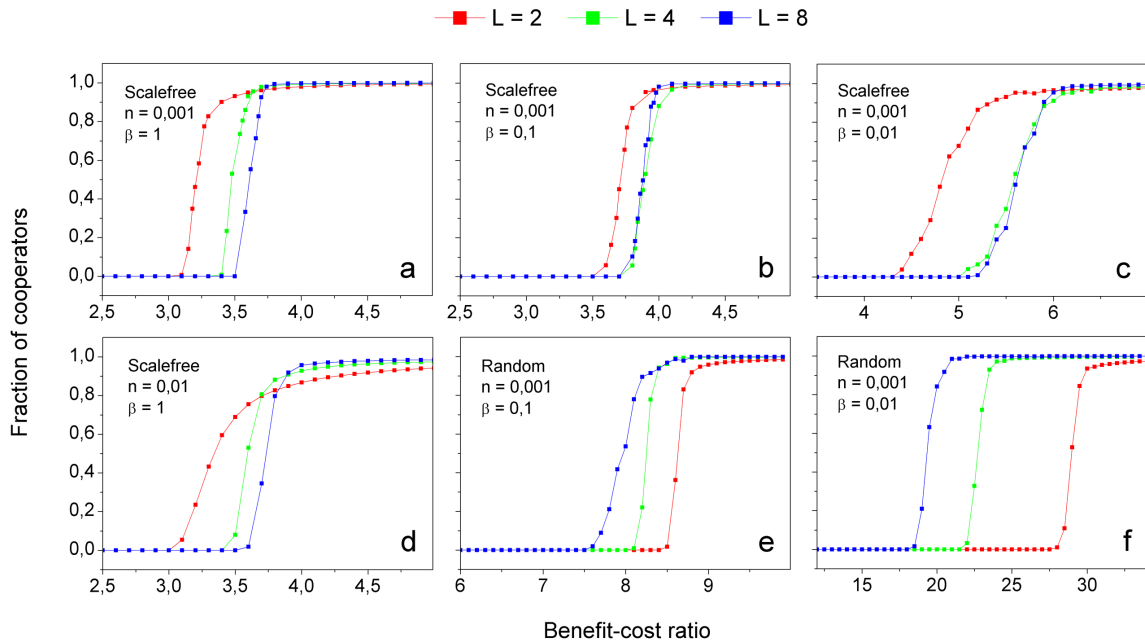 L = 2 L = 4 L = 8
Fraction of cooperators
1,0
0,8
0,6
0,4
0,2
0,0
Scalefree
n = 0,001
β = 1
a
2,5 3,0 3,5 4,0 4,5
Scalefree
n = 0,001
β = 0,1
b
2,5 3,0 3,5 4,0 4,5
Scalefree
n = 0,001
β = 0,01
c
4 5 6
1,0
0,8
0,6
0,4
0,2
0,0
Scalefree
n = 0,01
β = 1
d
2,5 3,0 3,5 4,0 4,5
Random
n = 0,001
β = 0,1
e
6 7 8 9
Random
n = 0,001
β = 0,01
f
15 20 25 30
Benefit-cost ratio